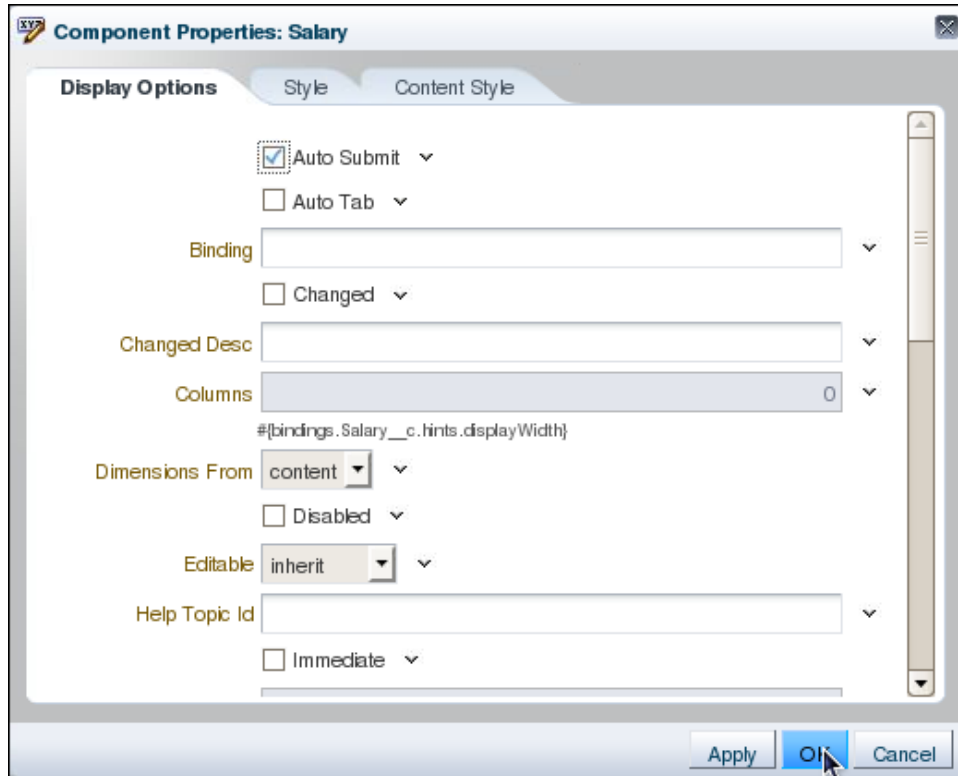 Component Properties: Salary
Display Options Style Content Style
Auto Submit
Auto Tab
Binding
Changed
Changed Desc
Columns 0
#{bindings.Salary__c.hints.displayWidth}
Dimensions From content
Disabled
Editable inherit
Help Topic Id
Immediate
Apply OK Cancel